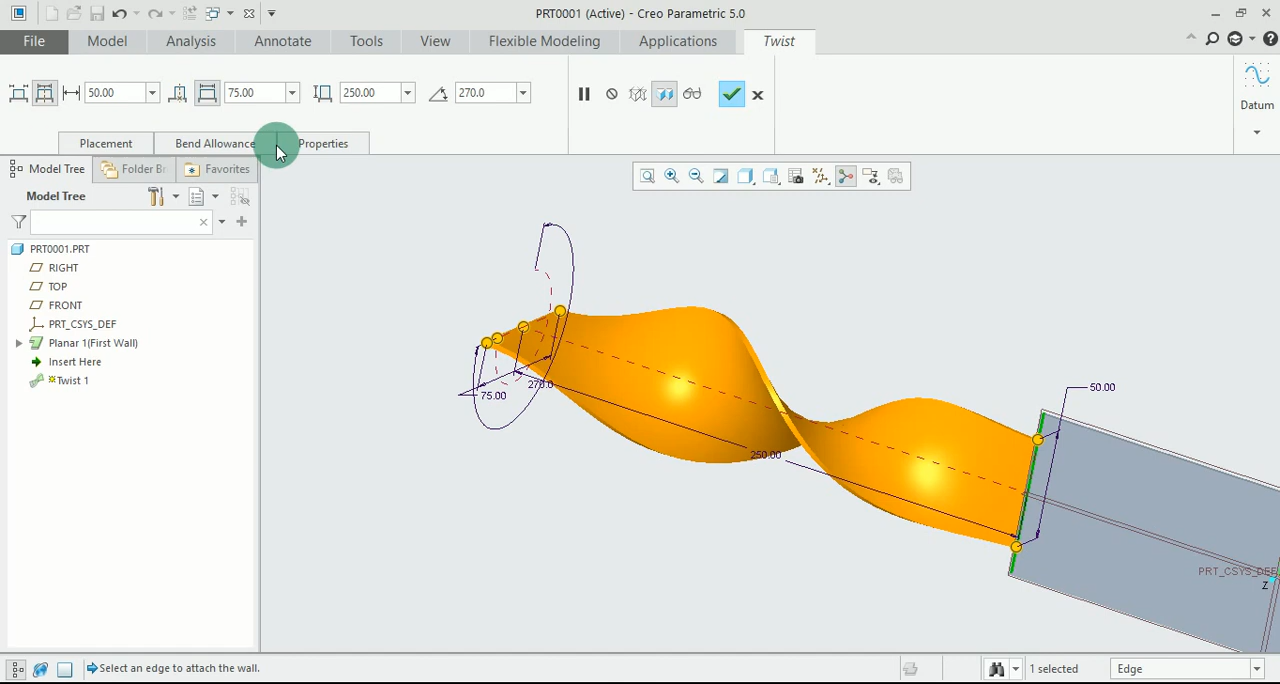 PRT0001 (Active) - Creo Parametric 5.0
File Model Analysis Annotate Tools View Flexible Modeling Applications Twist
50.00 75.00 250.00 270.0
Datum
Placement Bend Allowance Properties
Model Tree Folder Br Favorites
Model Tree
PRT0001.PRT
RIGHT
TOP
FRONT
PRT_CSYS_DEF
Planar 1(First Wall)
Insert Here
Twist 1
50.00
270.0
75.00
250.00
PRT_CSYS_DEF
Z
Select an edge to attach the wall.
1 selected
Edge